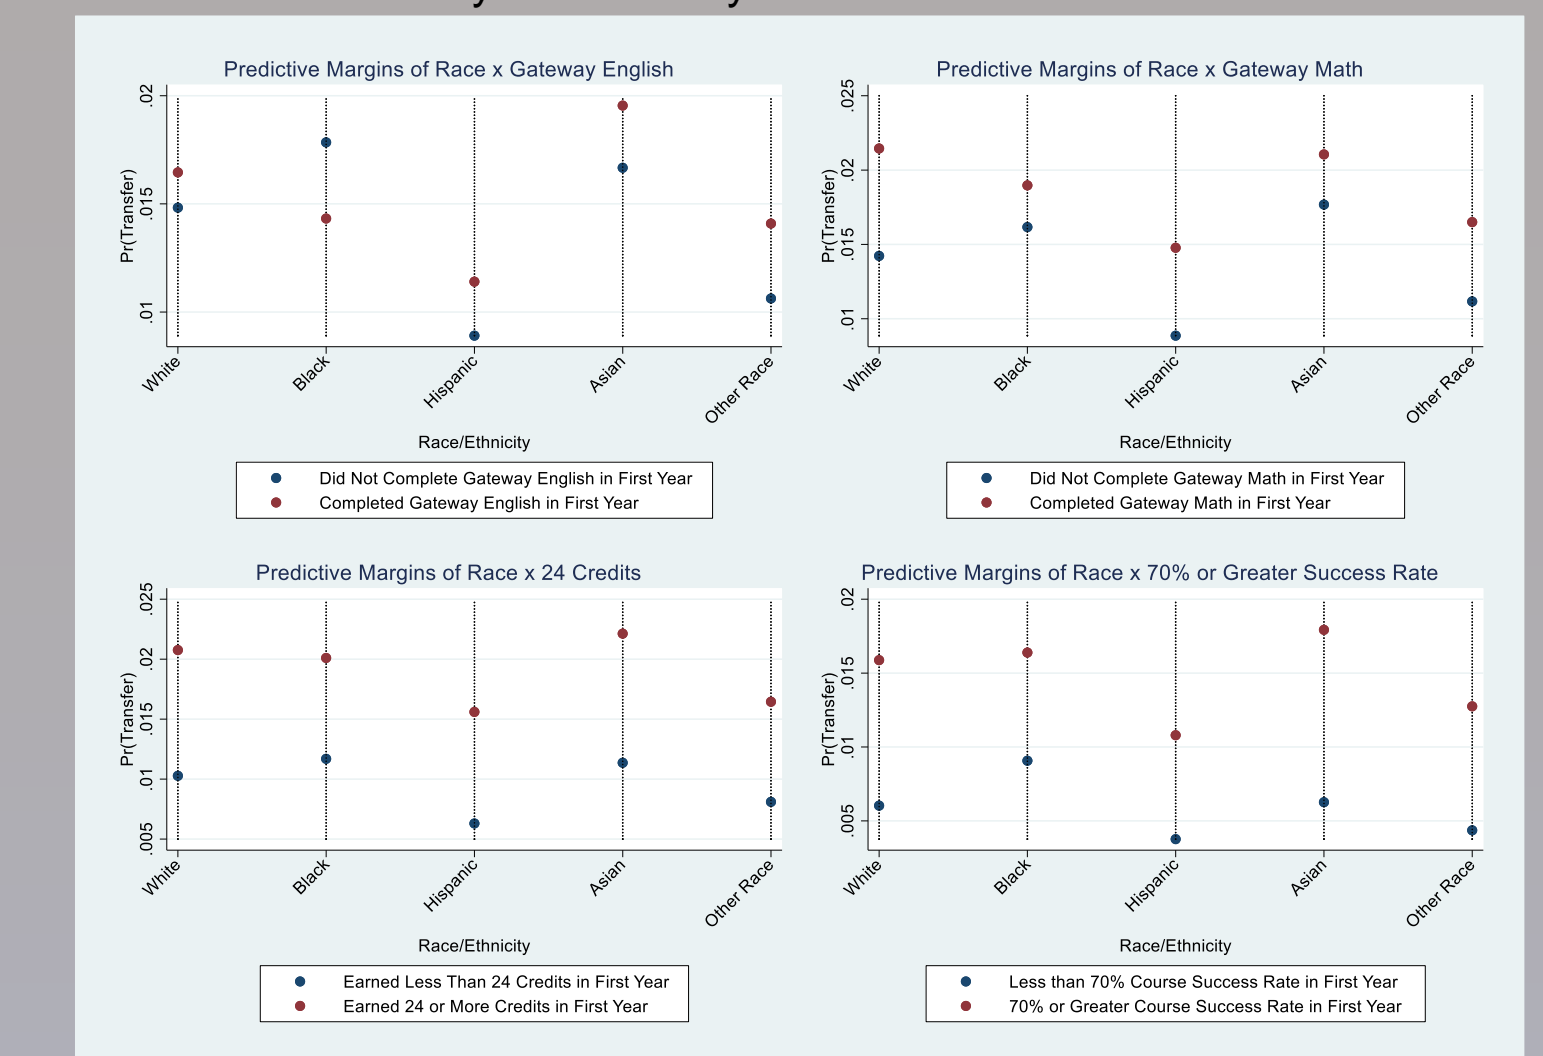 Predictive Margins of Race x Gateway English
Pr(Transfer)
.02
.015
.01
White
Black
Hispanic
Asian
Other Race
Race/Ethnicity
Did Not Complete Gateway English in First Year
Completed Gateway English in First Year
Predictive Margins of Race x Gateway Math
Pr(Transfer)
.025
.02
.015
.01
White
Black
Hispanic
Asian
Other Race
Race/Ethnicity
Did Not Complete Gateway Math in First Year
Completed Gateway Math in First Year
Predictive Margins of Race x 24 Credits
Pr(Transfer)
.025
.02
.015
.01
.005
White
Black
Hispanic
Asian
Other Race
Race/Ethnicity
Earned Less Than 24 Credits in First Year
Earned 24 or More Credits in First Year
Predictive Margins of Race x 70% or Greater Success Rate
Pr(Transfer)
.02
.015
.01
.005
White
Black
Hispanic
Asian
Other Race
Race/Ethnicity
Less than 70% Course Success Rate in First Year
70% or Greater Course Success Rate in First Year